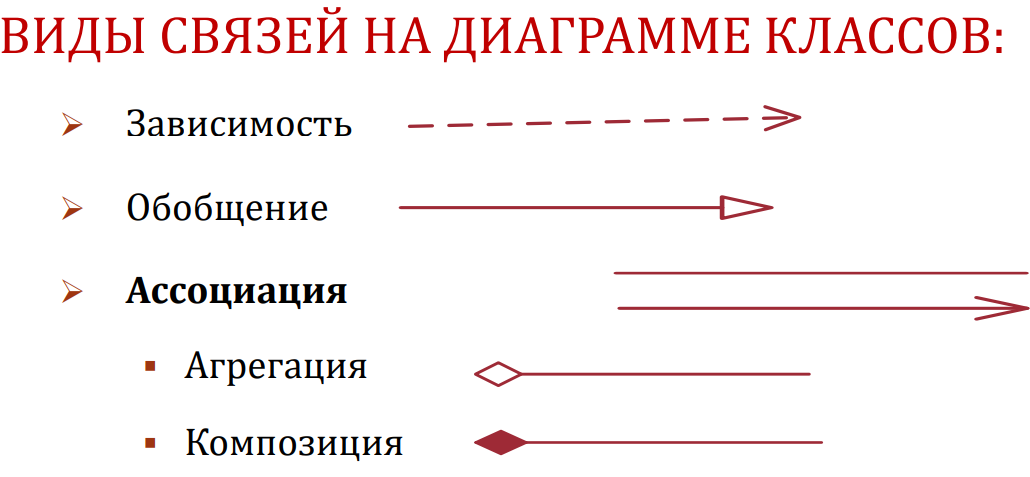 ВИДЫ СВЯЗЕЙ НА ДИАГРАММЕ КЛАССОВ:
Зависимость
Обобщение
Ассоциация
Агрегация
Композиция